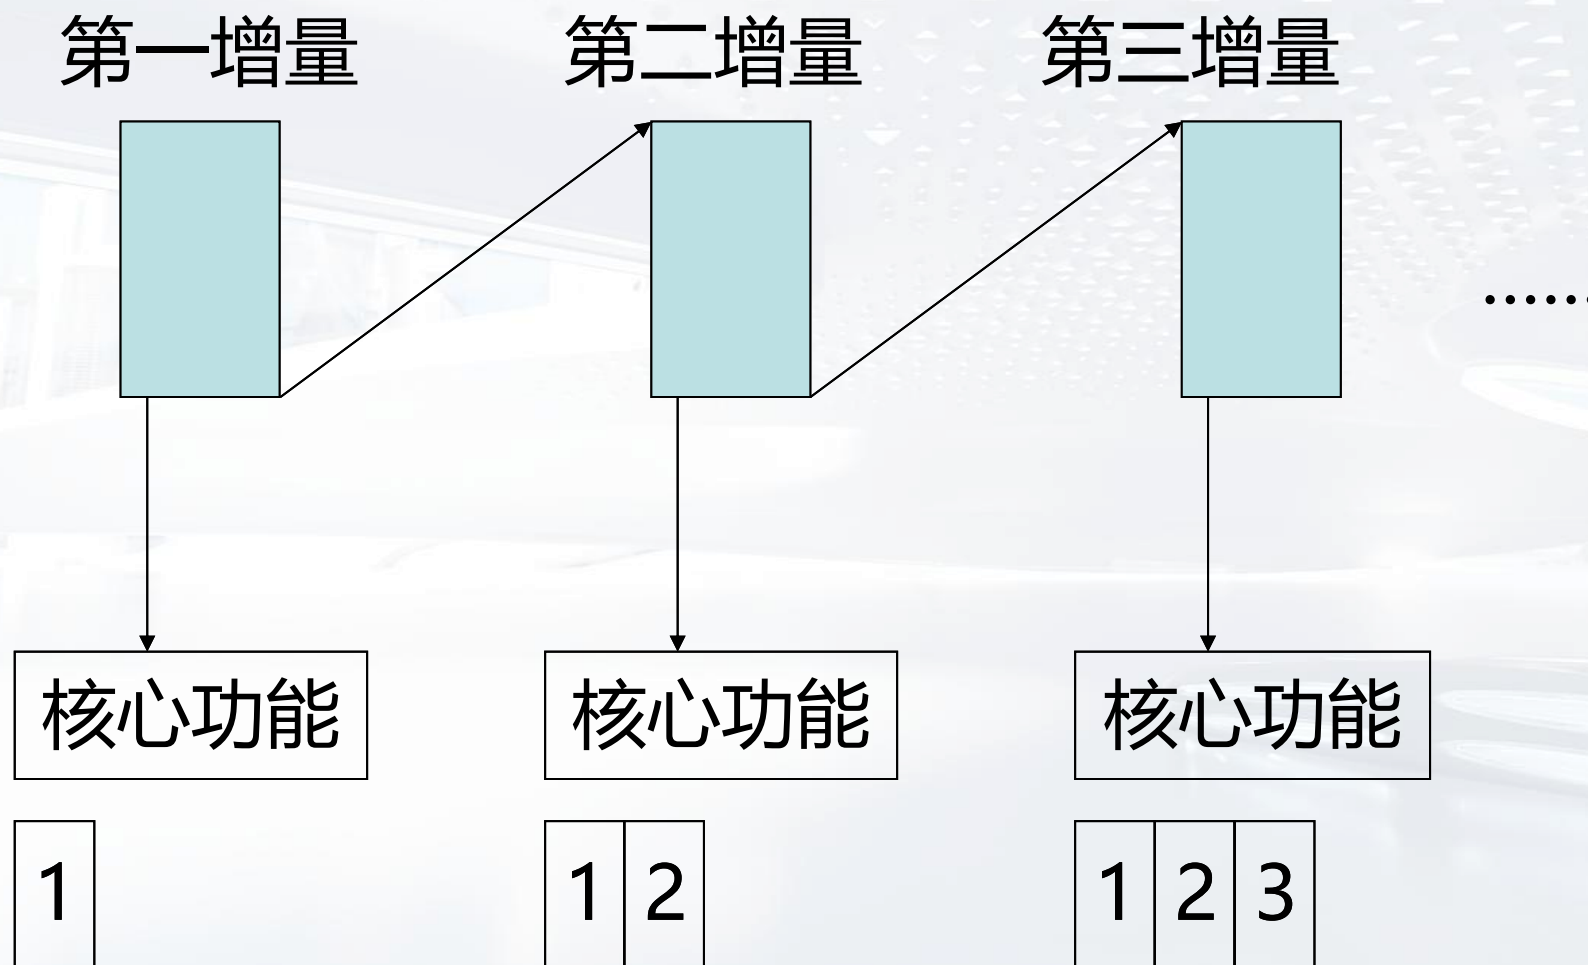 第一增量 第二增量 第三增量
……
核心功能 核心功能 核心功能
1 1 2 1 2 3